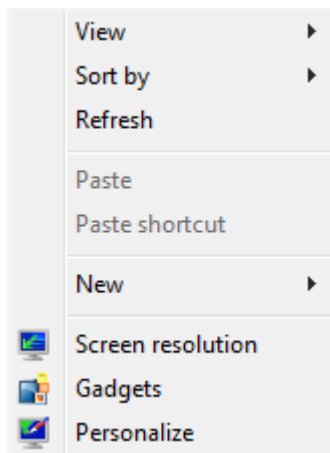 View
Sort by
Refresh
Paste
Paste shortcut
New
Screen resolution
Gadgets
Personalize